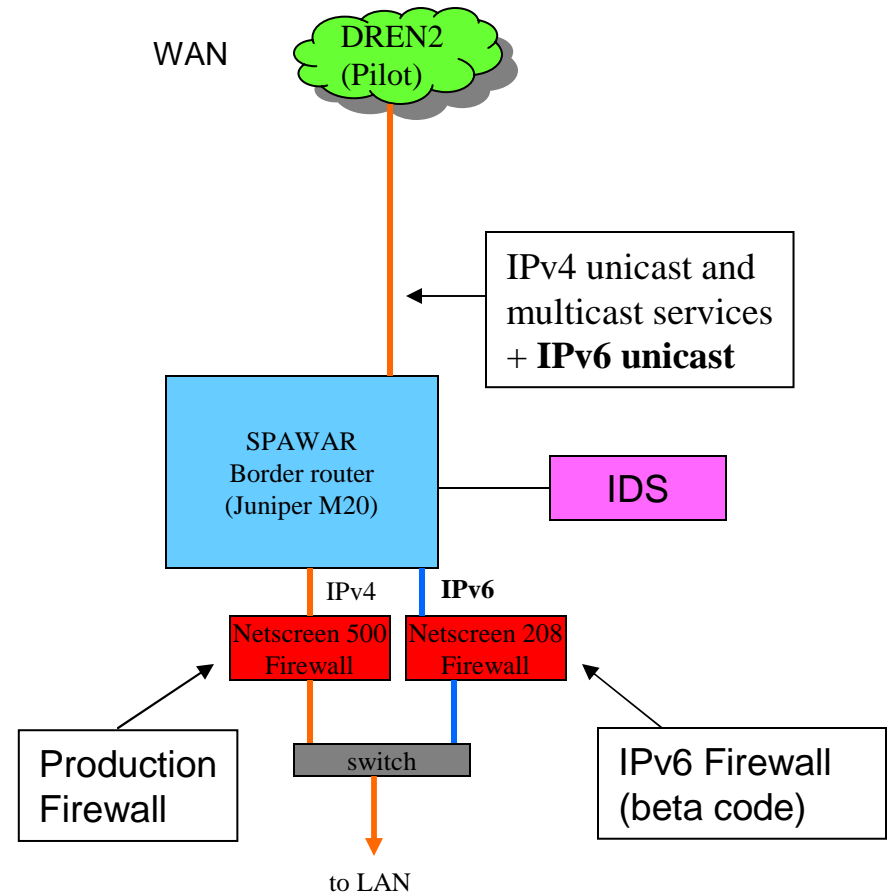 WAN
DREN2
(Pilot)
IPv4 unicast and
multicast services
+ IPv6 unicast
SPAWAR
Border router
(Juniper M20)
IDS
IPv4
IPv6
Netscreen 500
Firewall
Netscreen 208
Firewall
Production
Firewall
switch
IPv6 Firewall
(beta code)
to LAN